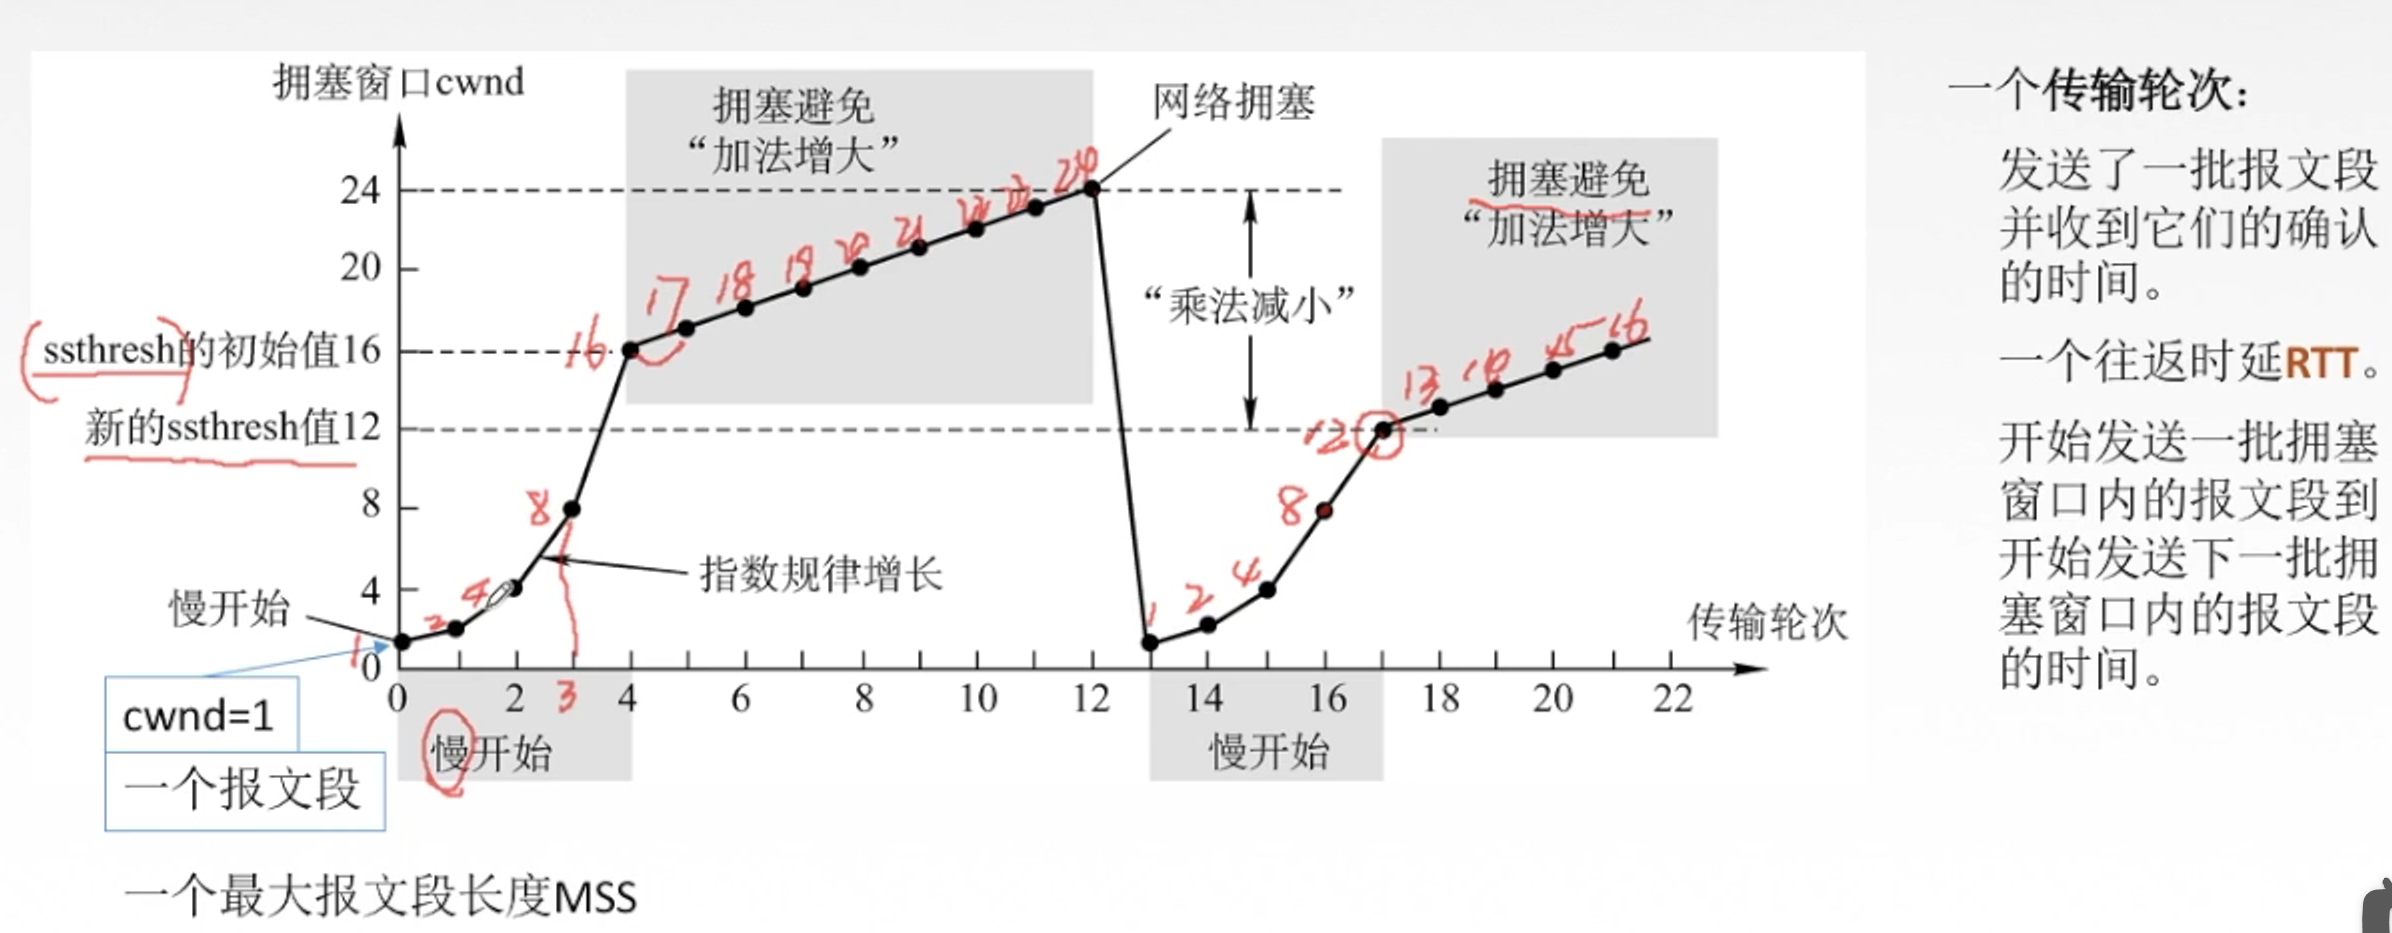 拥塞窗口cwnd
拥塞避免
“加法增大”
网络拥塞
24
20
ssthresh的初始值16
新的ssthresh值12
8
4
0
拥塞避免
“加法增大”
“乘法减小”
指数规律增长
慢开始
传输轮次
0 2 4 6 8 10 12 14 16 18 20 22
慢开始
慢开始
cwnd=1
一个报文段
一个最大报文段长度MSS
1
2
4
8
3
16
17
18
19
20
21
22
23
24
1
2
4
8
12
13
14
15
16
一个传输轮次：
发送了一批报文段
并收到它们的确认
的时间。
一个往返时延RTT。
开始发送一批拥塞
窗口内的报文段到
开始发送下一批拥
塞窗口内的报文段
的时间。